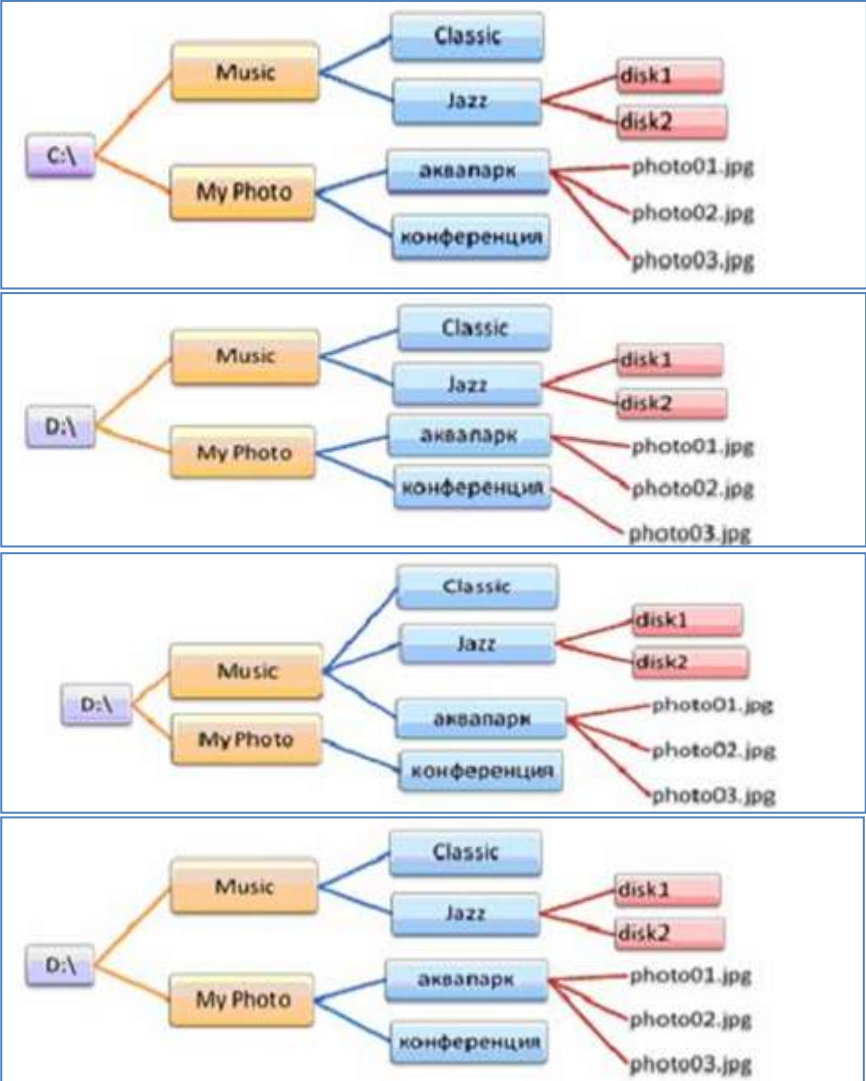 Classic
Music
disk1
Jazz
disk2
C:\
photo01.jpg
аквапарк
My Photo
photo02.jpg
конференция
photo03.jpg
Classic
Music
disk1
Jazz
disk2
D:\
аквапарк
photo01.jpg
My Photo
конференция
photo02.jpg
photo03.jpg
Classic
disk1
Jazz
disk2
Music
D:\
photo01.jpg
аквапарк
My Photo
photo02.jpg
конференция
photo03.jpg
Classic
Music
disk1
Jazz
disk2
D:\
photo01.jpg
аквапарк
My Photo
photo02.jpg
конференция
photo03.jpg